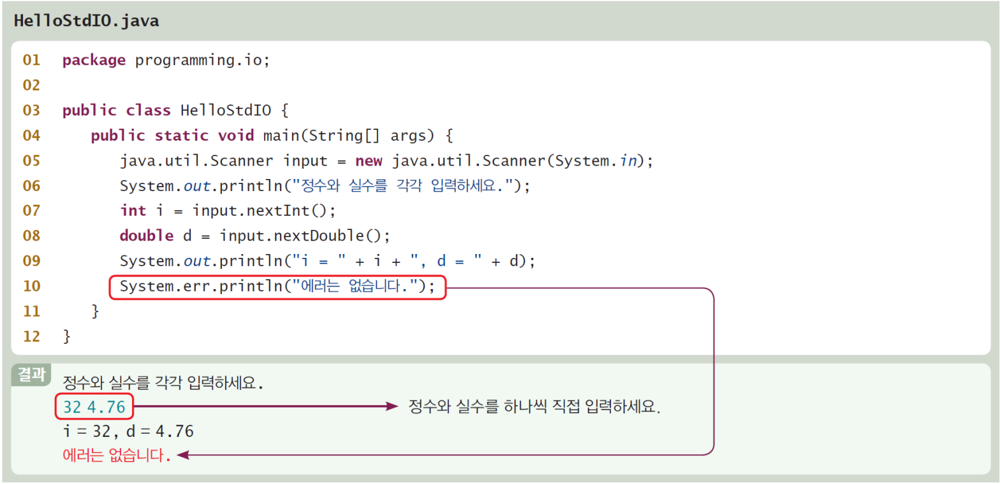 HelloStdIO.java
01 package programming.io;
02
03 public class HelloStdIO {
04 public static void main(String[] args) {
05 java.util.Scanner input = new java.util.Scanner(System.in);
06 System.out.println("정수와 실수를 각각 입력하세요.");
07 int i = input.nextInt();
08 double d = input.nextDouble();
09 System.out.println("i = " + i + ", d = " + d);
10 System.err.println("에러는 없습니다.");
11 }
12 }
결과
정수와 실수를 각각 입력하세요.
32 4.76 정수와 실수를 하나씩 직접 입력하세요.
i = 32, d = 4.76
에러는 없습니다.